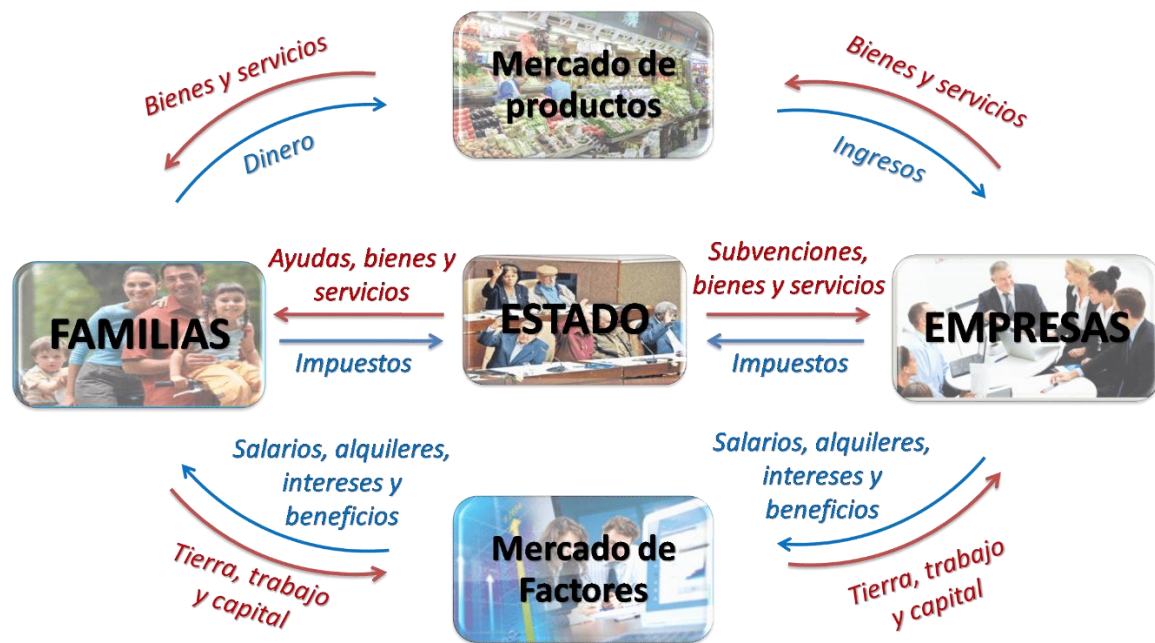 Mercado de
productos
Bienes y servicios
Dinero
Bienes y servicios
Ingresos
FAMILIAS
Ayudas, bienes y
servicios
Impuestos
ESTADO
Subvenciones,
bienes y servicios
Impuestos
EMPRESAS
Salarios, alquileres,
intereses y
beneficios
Tierra, trabajo
y capital
Mercado de
Factores
Salarios, alquileres,
intereses y
beneficios
Tierra, trabajo
y capital